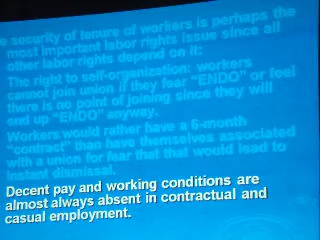 e security of tenure of workers is perhaps the
most important labor rights issue since all
other labor rights depend on it:
The right to self-organization: workers
cannot join union if they fear "ENDO" or feel
there is no point of joining since they will
end up "ENDO" anyway.
Workers would rather have a 6-month
"contract" than have themselves associated
with a union for fear that that would lead to
instant dismissal.
Decent pay and working conditions are
almost always absent in contractual and
casual employment.